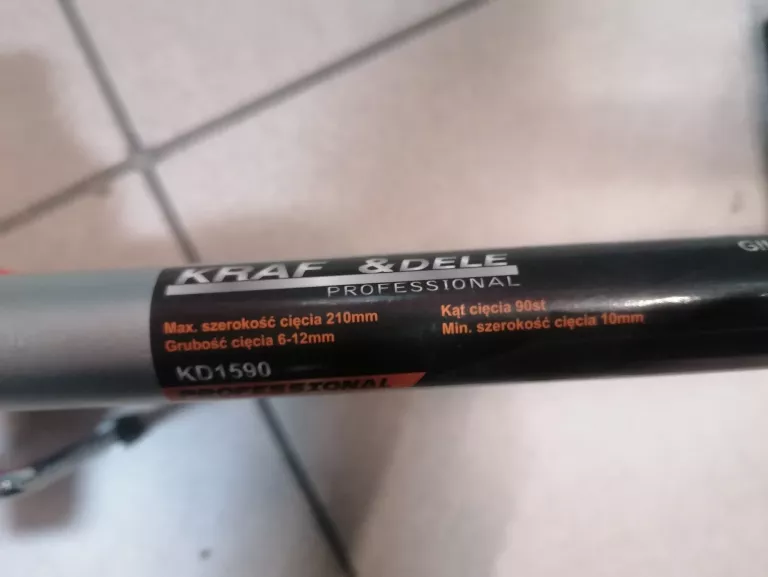 KRAF &DELE
PROFESSIONAL
Max. szerokość cięcia 210mm
Grubość cięcia 6-12mm
Kąt cięcia 90st
Min. szerokość cięcia 10mm
KD1590
PROFESSIONAL